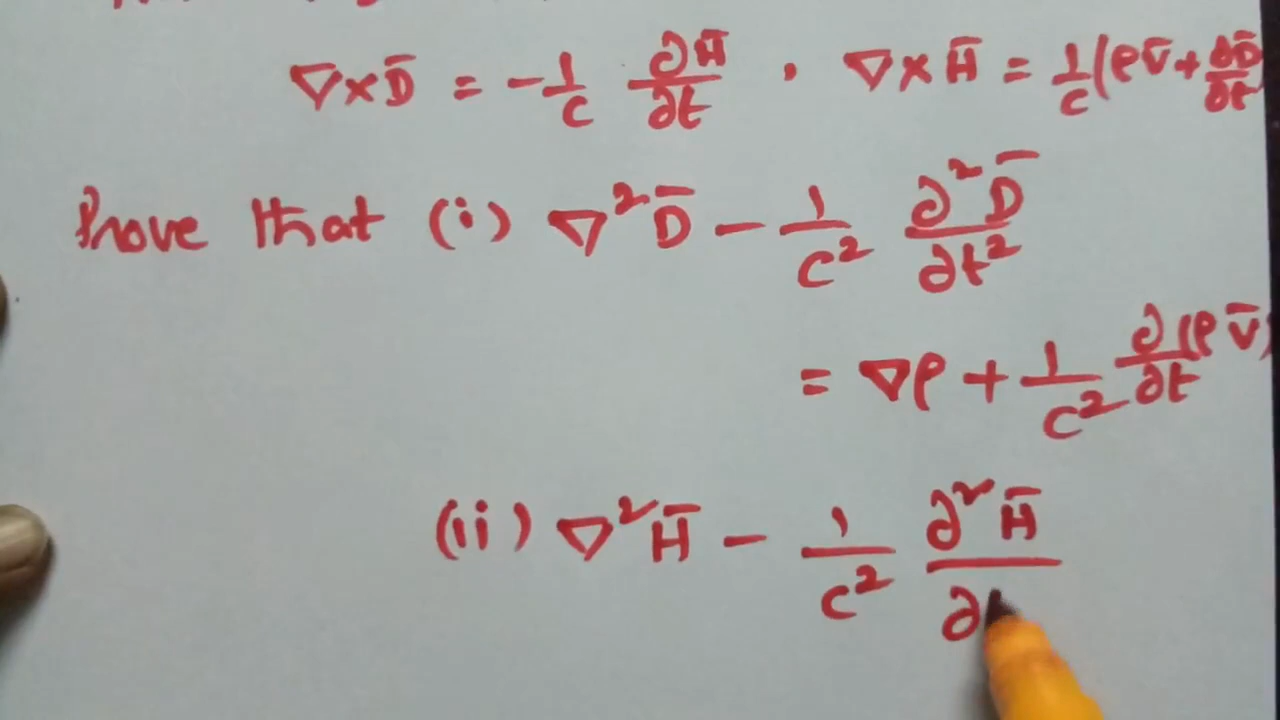 ∇×D̄ = -1/c ∂H̄/∂t . ∇×H̄ = 1/c (ρv̄ + ∂D̄/∂t
Prove that (i) ∇²D̄ - 1/c² ∂²D̄/∂t²
= ∇ρ + 1/c² ∂/∂t (ρv̄)
(ii) ∇²H̄ - 1/c² ∂²H̄/∂